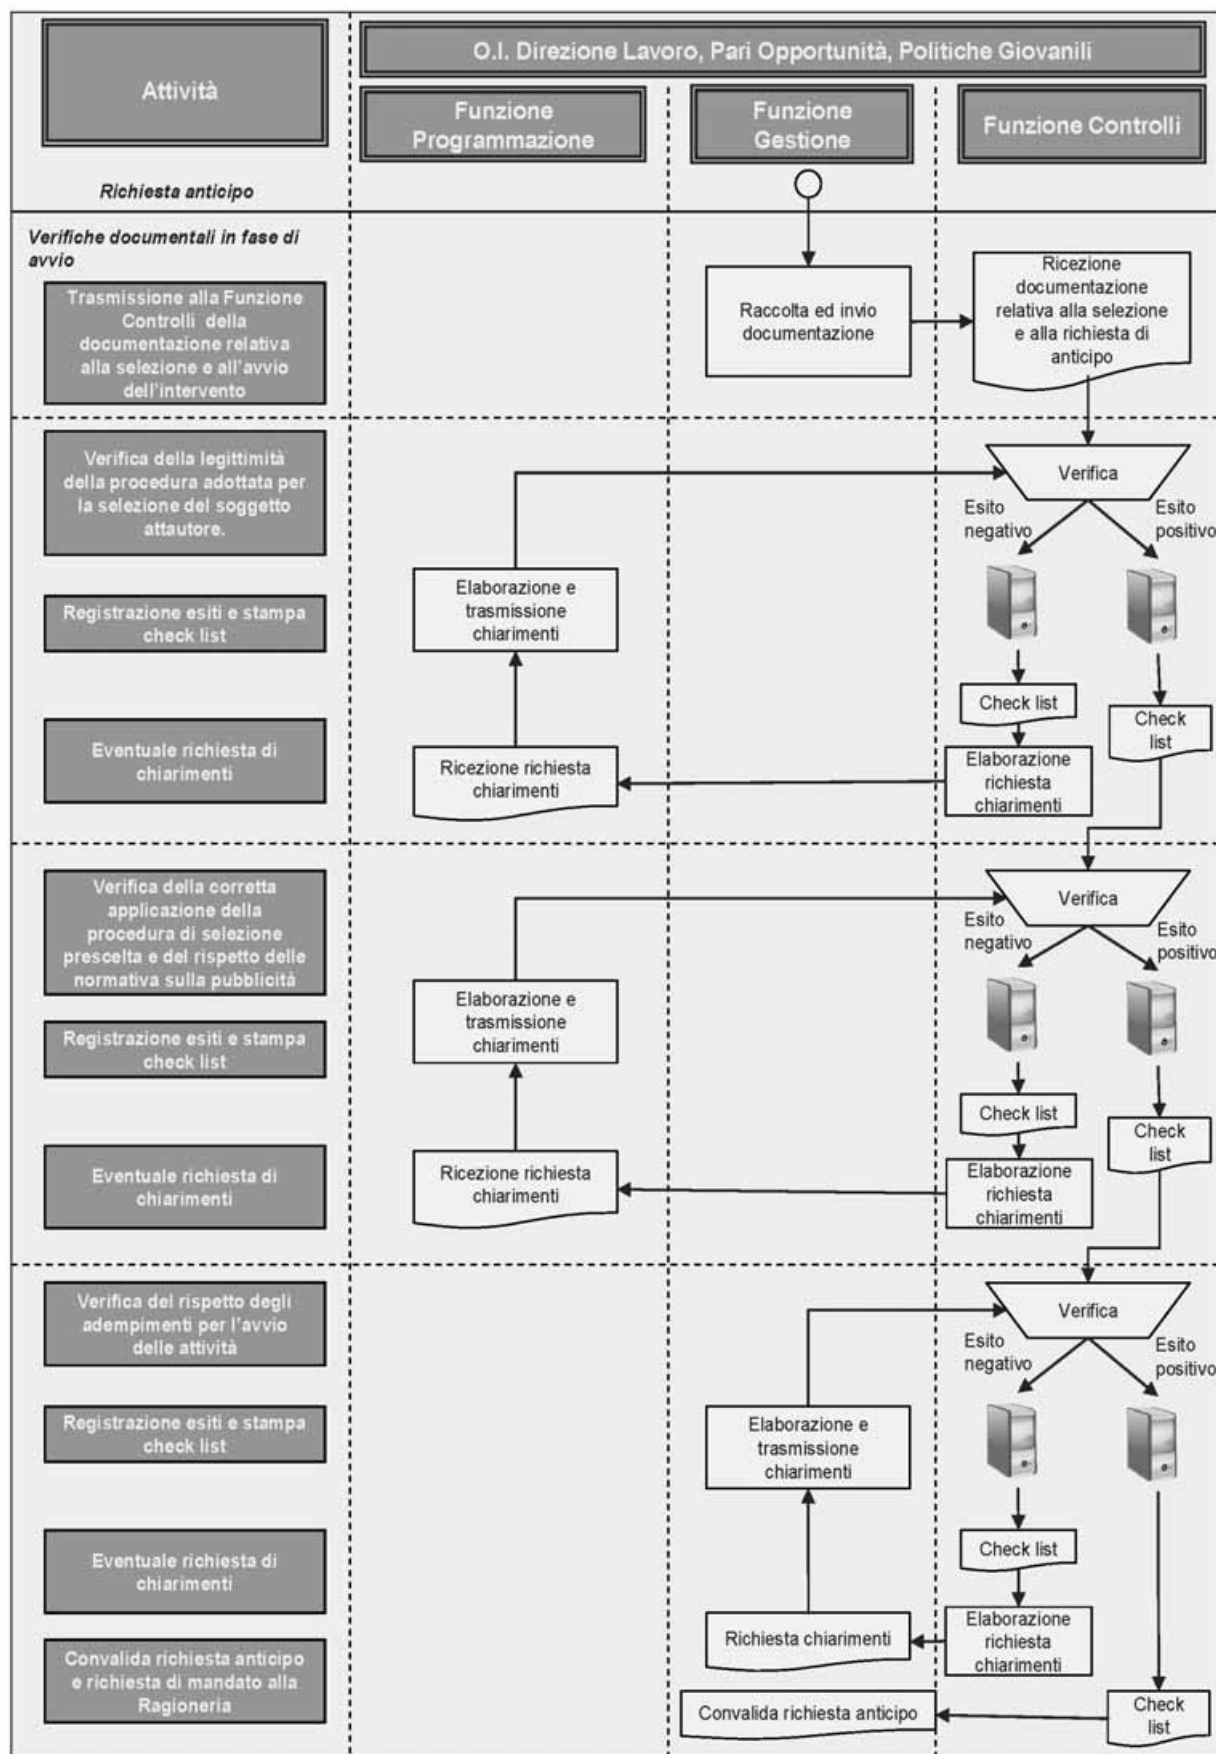 Attività
O.I. Direzione Lavoro, Pari Opportunità, Politiche Giovanili
Funzione
Programmazione
Funzione
Gestione
Funzione Controlli
Richiesta anticipo
Verifiche documentali in fase di
avvio
Trasmissione alla Funzione
Controlli della
documentazione relativa
alla selezione e all'avvio
dell'intervento
Raccolta ed invio
documentazione
Ricezione
documentazione
relativa alla selezione
e alla richiesta di
anticipo
Verifica della legittimità
della procedura adottata per
la selezione del soggetto
attautore.
Verifica
Esito
negativo
Esito
positivo
Elaborazione e
trasmissione
chiarimenti
Registrazione esiti e stampa
check list
Check list
Check
list
Eventuale richiesta di
chiarimenti
Ricezione richiesta
chiarimenti
Elaborazione
richiesta
chiarimenti
Verifica della corretta
applicazione della
procedura di selezione
prescelta e del rispetto delle
normativa sulla pubblicità
Verifica
Esito
negativo
Esito
positivo
Elaborazione e
trasmissione
chiarimenti
Registrazione esiti e stampa
check list
Check list
Check
list
Eventuale richiesta di
chiarimenti
Ricezione richiesta
chiarimenti
Elaborazione
richiesta
chiarimenti
Verifica del rispetto degli
adempimenti per l'avvio
delle attività
Verifica
Esito
negativo
Esito
positivo
Registrazione esiti e stampa
check list
Elaborazione e
trasmissione
chiarimenti
Eventuale richiesta di
chiarimenti
Check list
Richiesta chiarimenti
Elaborazione
richiesta
chiarimenti
Convalida richiesta anticipo
e richiesta di mandato alla
Ragioneria
Convalida richiesta anticipo
Check
list